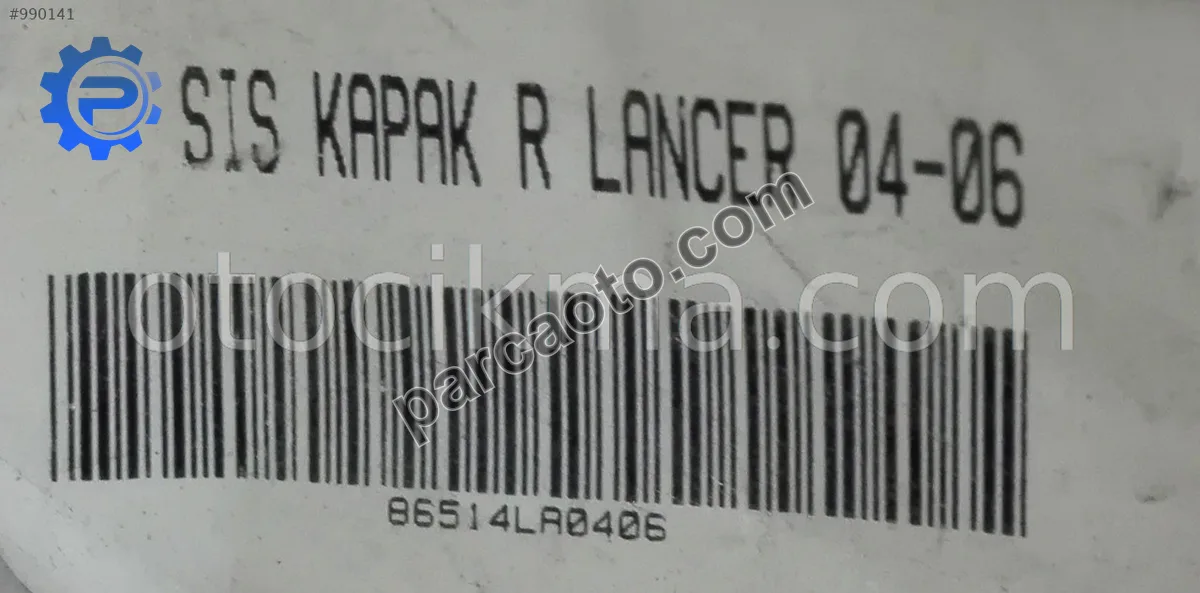 #990141
P
SIS KAPAK R LANCER 04-06
parcaoto.com
otocikma.com
86514LA0406